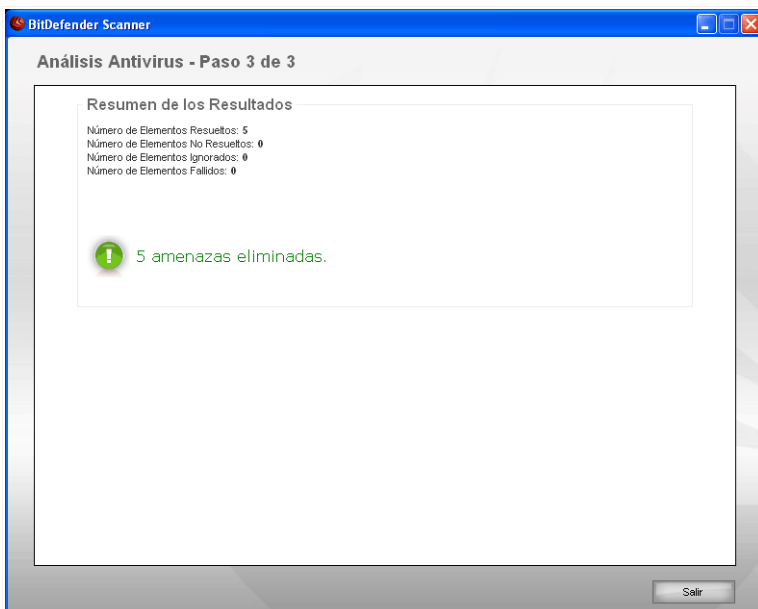 BitDefender Scanner
Análisis Antivirus - Paso 3 de 3
Resumen de los Resultados
Número de Elementos Resueltos: 5
Número de Elementos No Resueltos: 0
Número de Elementos Ignorados: 0
Número de Elementos Fallidos: 0
5 amenazas eliminadas.
Salir